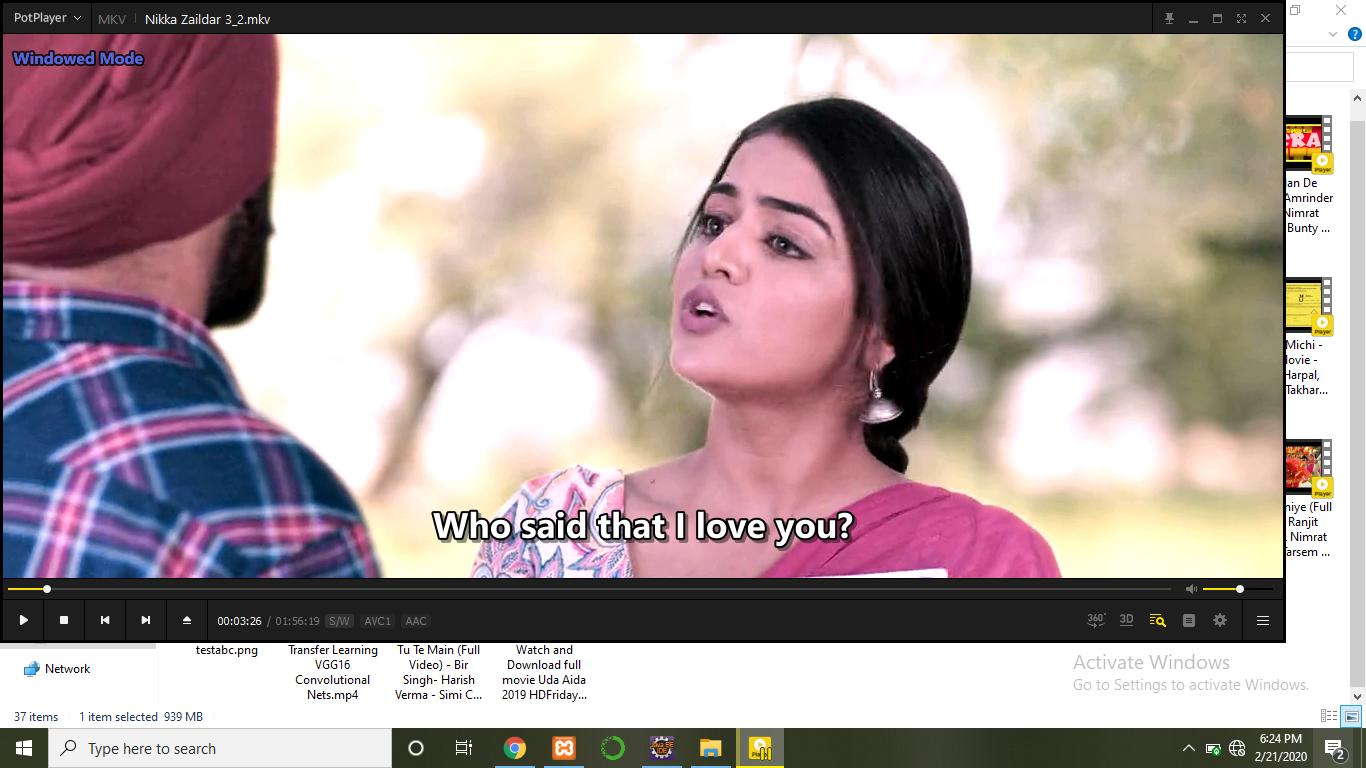 PotPlayer
MKV
Nikka Zaildar 3_2.mkv
Windowed Mode
Who said that I love you?
00:03:26 / 01:56:19 S/W AVC1 AAC
360°
3D
an De
Amrinder
Nimrat
Bunty ...
Michi -
Harpal,
Takhar...
niye (Full
Ranjit
Nimrat
Tarsem ...
testabc.png
Transfer Learning
VGG16
Convolutional
Nets.mp4
Tu Te Main (Full
Video) - Bir
Singh- Harish
Verma - Simi C...
Watch and
Download full
movie Uda Aida
2019 HDFriday...
Network
Activate Windows
Go to Settings to activate Windows.
37 items
1 item selected 939 MB
Type here to search
6:24 PM
2/21/2020
2